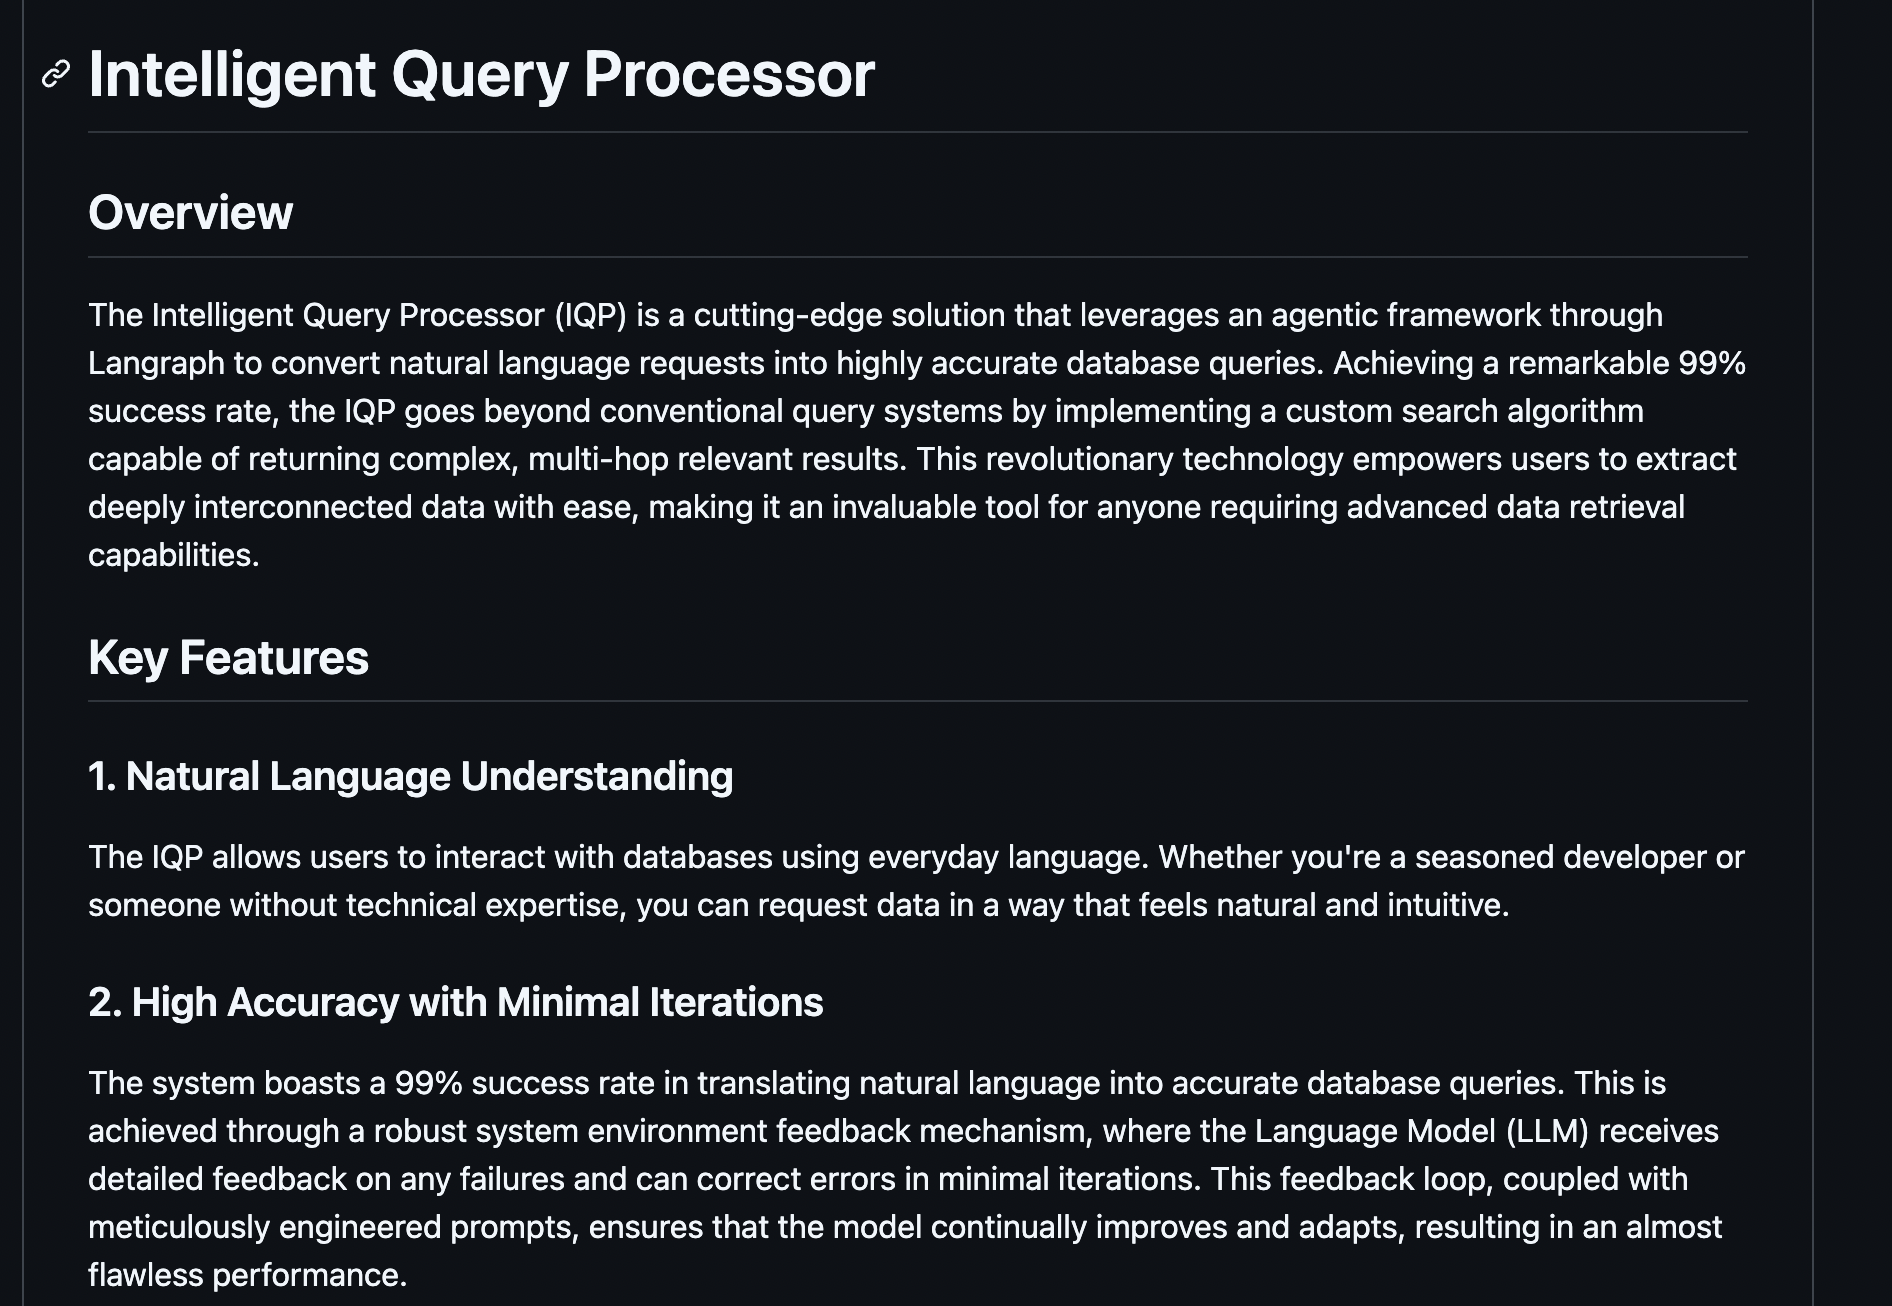 Intelligent Query Processor
Overview
The Intelligent Query Processor (IQP) is a cutting-edge solution that leverages an agentic framework through
Langraph to convert natural language requests into highly accurate database queries. Achieving a remarkable 99%
success rate, the IQP goes beyond conventional query systems by implementing a custom search algorithm
capable of returning complex, multi-hop relevant results. This revolutionary technology empowers users to extract
deeply interconnected data with ease, making it an invaluable tool for anyone requiring advanced data retrieval
capabilities.
Key Features
1. Natural Language Understanding
The IQP allows users to interact with databases using everyday language. Whether you're a seasoned developer or
someone without technical expertise, you can request data in a way that feels natural and intuitive.
2. High Accuracy with Minimal Iterations
The system boasts a 99% success rate in translating natural language into accurate database queries. This is
achieved through a robust system environment feedback mechanism, where the Language Model (LLM) receives
detailed feedback on any failures and can correct errors in minimal iterations. This feedback loop, coupled with
meticulously engineered prompts, ensures that the model continually improves and adapts, resulting in an almost
flawless performance.